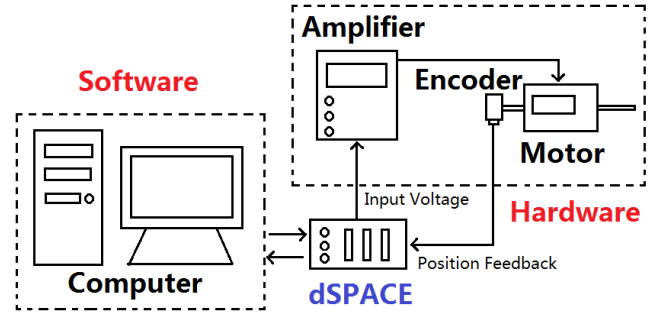 Amplifier
Software
Encoder
Motor
Input Voltage
Hardware
Computer
Position Feedback
dSPACE